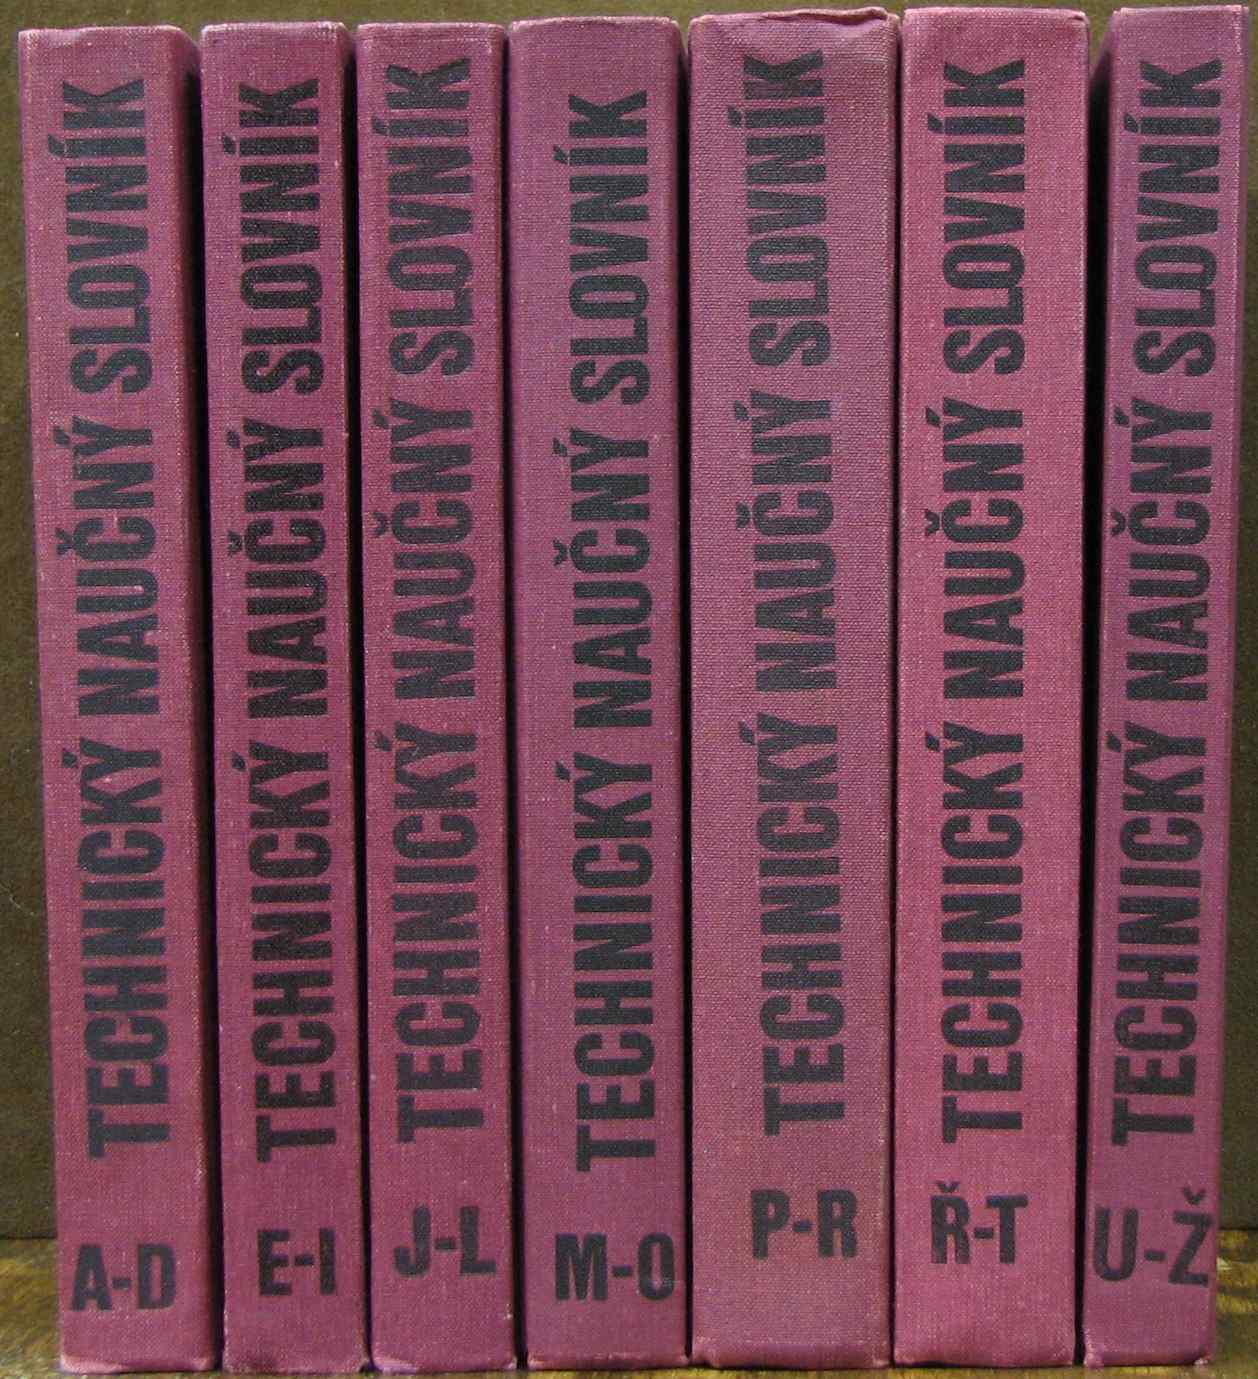 TECHNICKÝ NAUČNÝ SLOVNÍK
A-D
TECHNICKÝ NAUČNÝ SLOVNÍK
E-I
TECHNICKÝ NAUČNÝ SLOVNÍK
J-L
TECHNICKÝ NAUČNÝ SLOVNÍK
M-O
TECHNICKÝ NAUČNÝ SLOVNÍK
P-R
TECHNICKÝ NAUČNÝ SLOVNÍK
Ř-T
TECHNICKÝ NAUČNÝ SLOVNÍK
U-Ž